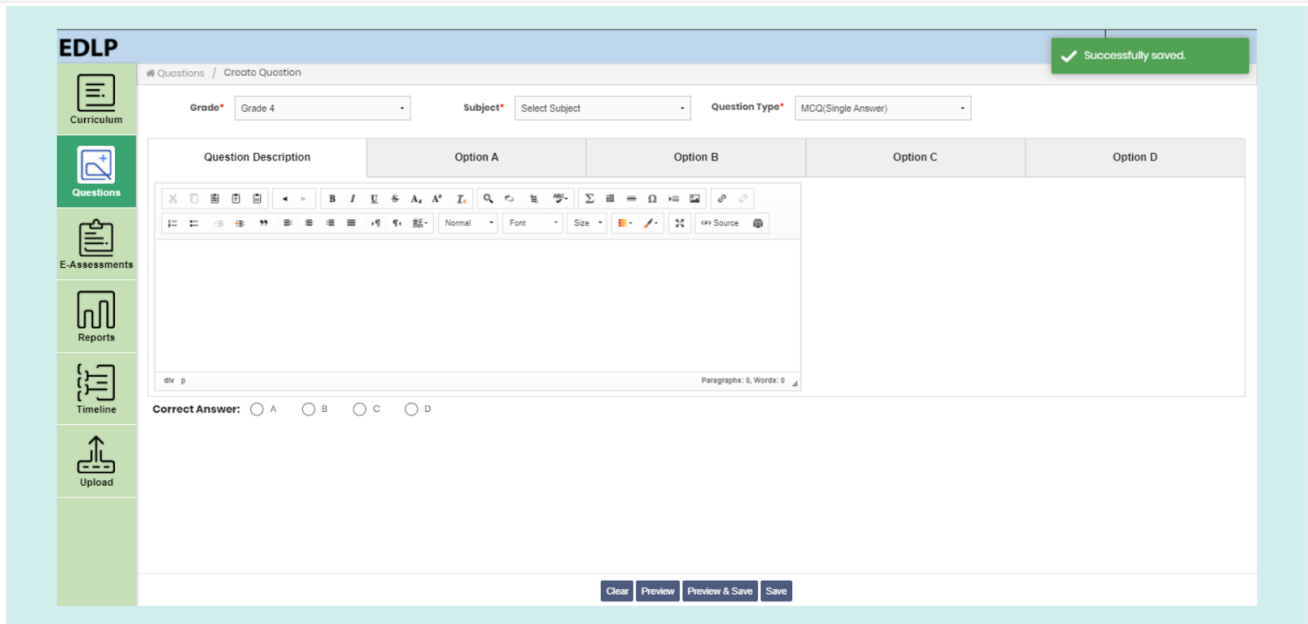 EDLP
Successfully saved.
Questions / Create Question
Curriculum
Questions
E-Assessments
Reports
Timeline
Upload
Grade* Grade 4 Subject* Select Subject Question Type* MCQ(Single Answer)
Question Description Option A Option B Option C Option D
B I U S
Normal Font Size Source
div p Paragraphs: 0, Words: 0
Correct Answer: A B C D
Clear Preview Preview & Save Save